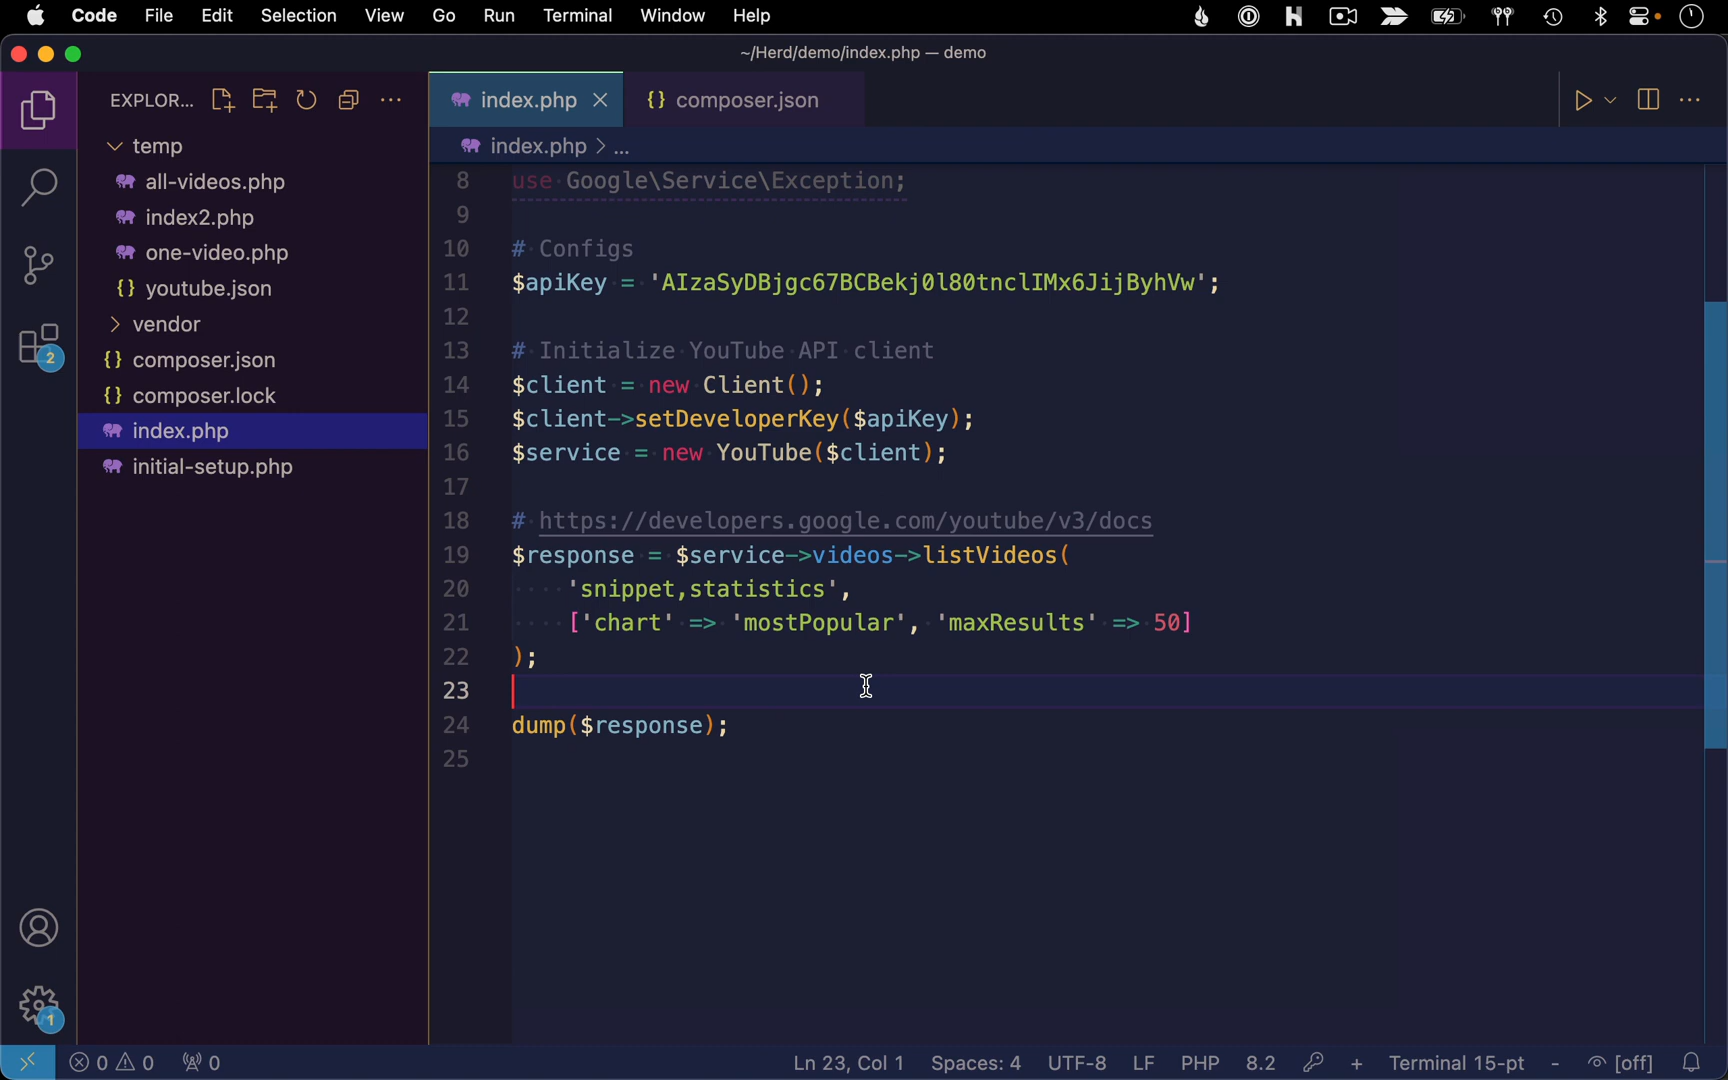 Code File Edit Selection View Go Run Terminal Window Help
~/Herd/demo/index.php — demo
EXPLOR...
temp
all-videos.php
index2.php
one-video.php
youtube.json
vendor
composer.json
composer.lock
index.php
initial-setup.php
2
1
index.php composer.json
index.php > ...
8 use Google\Service\Exception;
9
10 # Configs
11 $apiKey = 'AIzaSyDBjgc67BCBekj0l80tnclIMx6JijByhVw';
12
13 # Initialize YouTube API client
14 $client = new Client();
15 $client->setDeveloperKey($apiKey);
16 $service = new YouTube($client);
17
18 # https://developers.google.com/youtube/v3/docs
19 $response = $service->videos->listVideos(
20 'snippet,statistics',
21 ['chart' => 'mostPopular', 'maxResults' => 50]
22 );
23
24 dump($response);
25
0 0 0 Ln 23, Col 1 Spaces: 4 UTF-8 LF PHP 8.2 + Terminal 15-pt - [off]